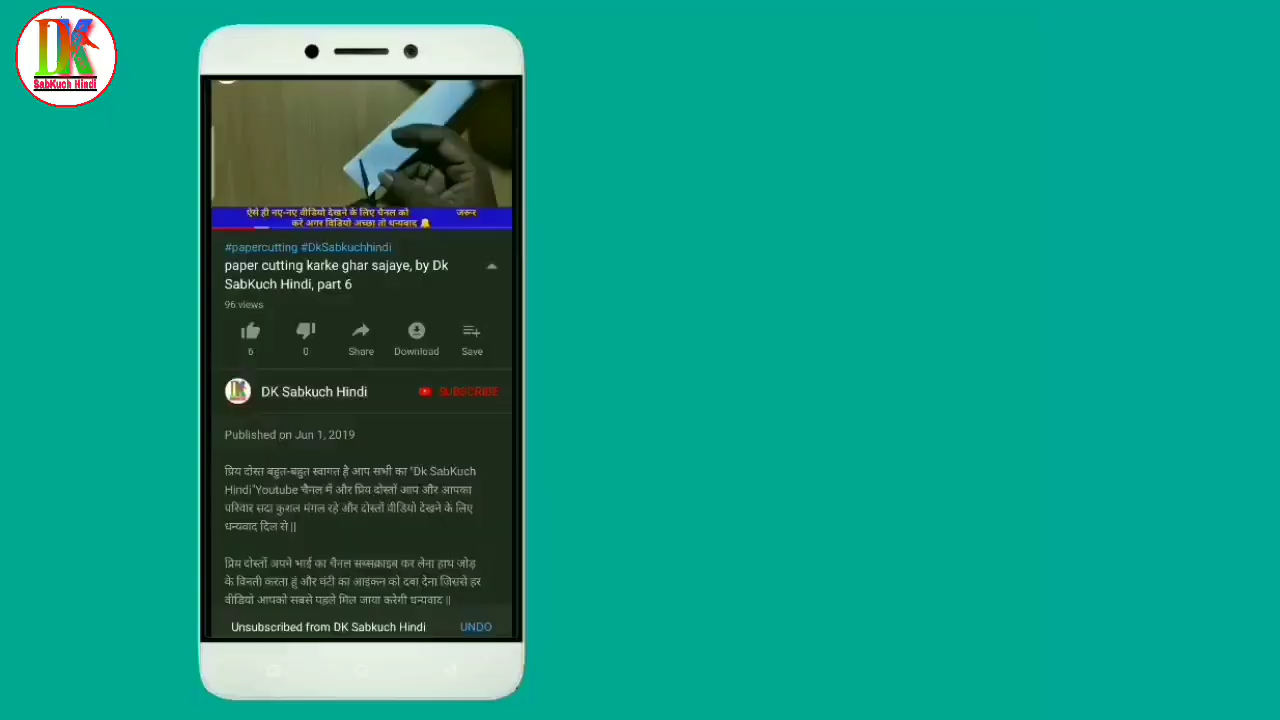 DK
SabKuch Hindi
ऐसे ही नए-नए वीडियो देखने के लिए चैनल को जरूर
करे अगर विडियो अच्छा तो धन्यवाद
#papercutting #DkSabkuchhindi
paper cutting karke ghar sajaye, by Dk
SabKuch Hindi, part 6
96 views
6 0 Share Download Save
DK Sabkuch Hindi SUBSCRIBE
Published on Jun 1, 2019
प्रिय दोस्त बहुत-बहुत स्वागत है आप सभी का "Dk SabKuch
Hindi"Youtube चैनल में और प्रिय दोस्तों आप और आपका
परिवार सदा कुशल मंगल रहे और दोस्तों वीडियो देखने के लिए
धन्यवाद दिल से ||
प्रिय दोस्तों अपने भाई का चैनल सब्सक्राइब कर लेना हाथ जोड़
के विनती करता हूं और घंटी का आइकन को दबा देना जिससे हर
वीडियो आपको सबसे पहले मिल जाया करेगी धन्यवाद ||
Unsubscribed from DK Sabkuch Hindi UNDO